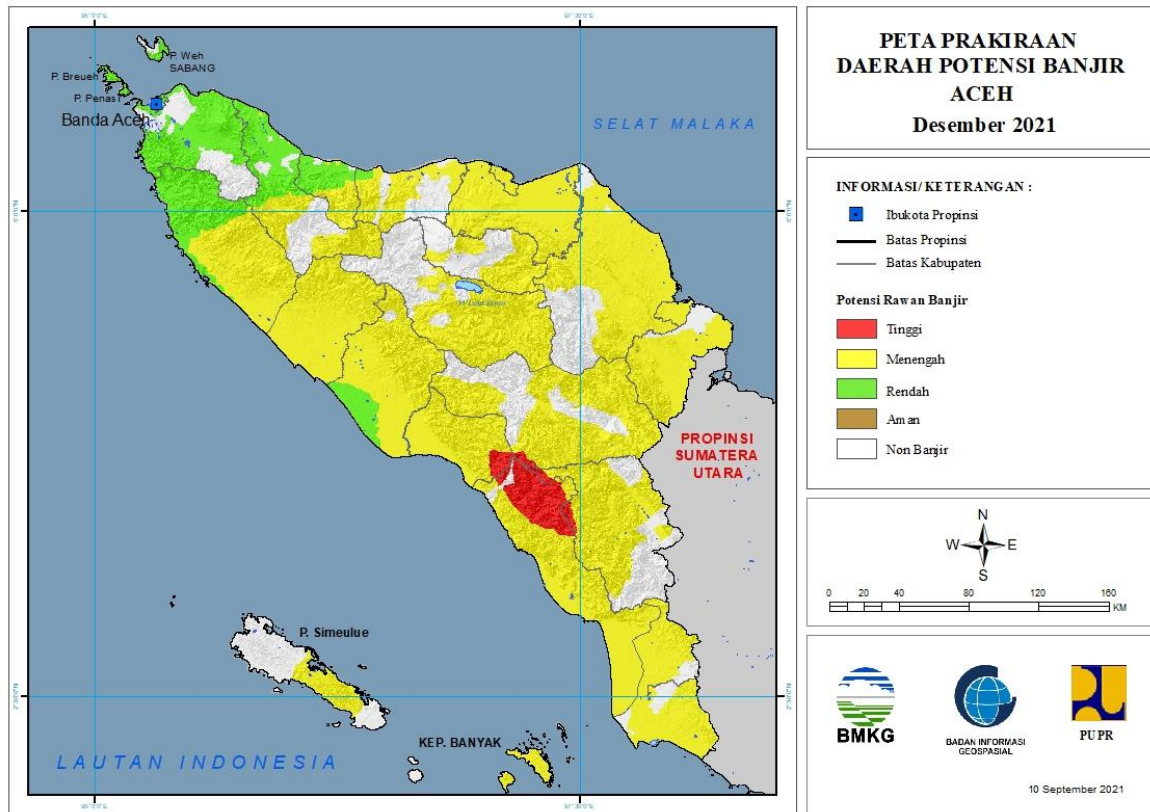 PETA PRAKIRAAN
DAERAH POTENSI BANJIR
ACEH
Desember 2021
INFORMASI/ KETERANGAN :
Ibukota Propinsi
Batas Propinsi
Batas Kabupaten
Potensi Rawan Banjir
Tinggi
Menengah
Rendah
Aman
Non Banjir
N
W E
S
0 20 40 80 120 160
KM
BMKG
BADAN INFORMASI
GEOSPASIAL
PUPR
10 September 2021
P. Weh
SABANG
P. Breueh
P. Penasi
Banda Aceh
SELAT MALAKA
PROPINSI
SUMATERA
UTARA
P. Simeulue
KEP. BANYAK
LAUTAN INDONESIA